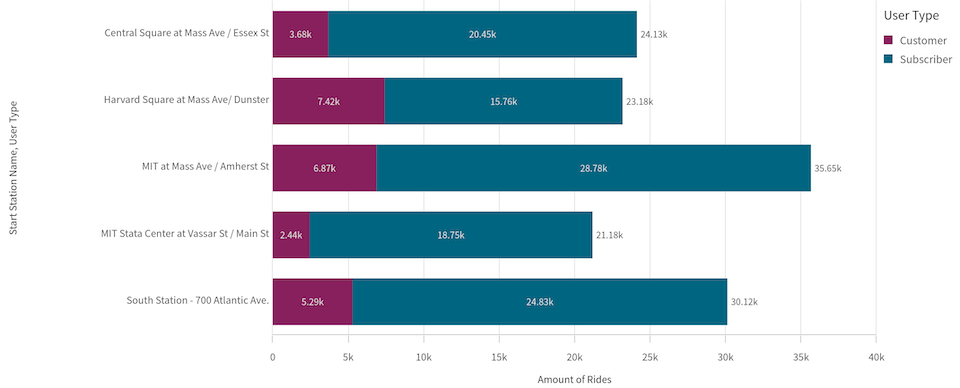 User Type
Customer
Subscriber
Start Station Name, User Type
Central Square at Mass Ave / Essex St 3.68k 20.45k 24.13k
Harvard Square at Mass Ave/ Dunster 7.42k 15.76k 23.18k
MIT at Mass Ave / Amherst St 6.87k 28.78k 35.65k
MIT Stata Center at Vassar St / Main St 2.44k 18.75k 21.18k
South Station - 700 Atlantic Ave. 5.29k 24.83k 30.12k
0 5k 10k 15k 20k 25k 30k 35k 40k
Amount of Rides